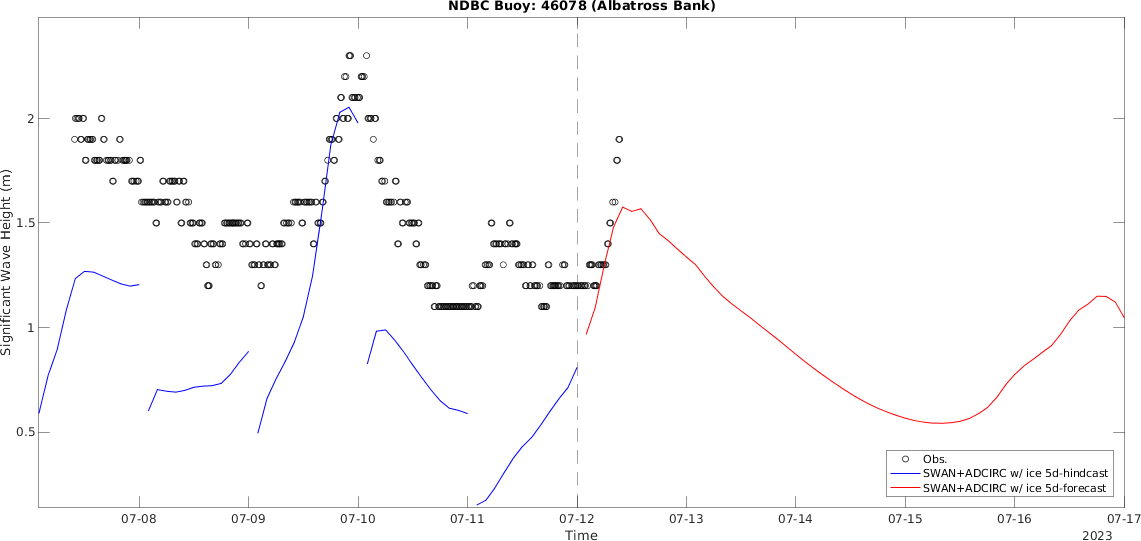 NDBC Buoy: 46078 (Albatross Bank)
Significant Wave Height (m)
2
1.5
1
0.5
Obs.
SWAN+ADCIRC w/ ice 5d-hindcast
SWAN+ADCIRC w/ ice 5d-forecast
07-08 07-09 07-10 07-11 07-12 07-13 07-14 07-15 07-16 07-17
Time
2023